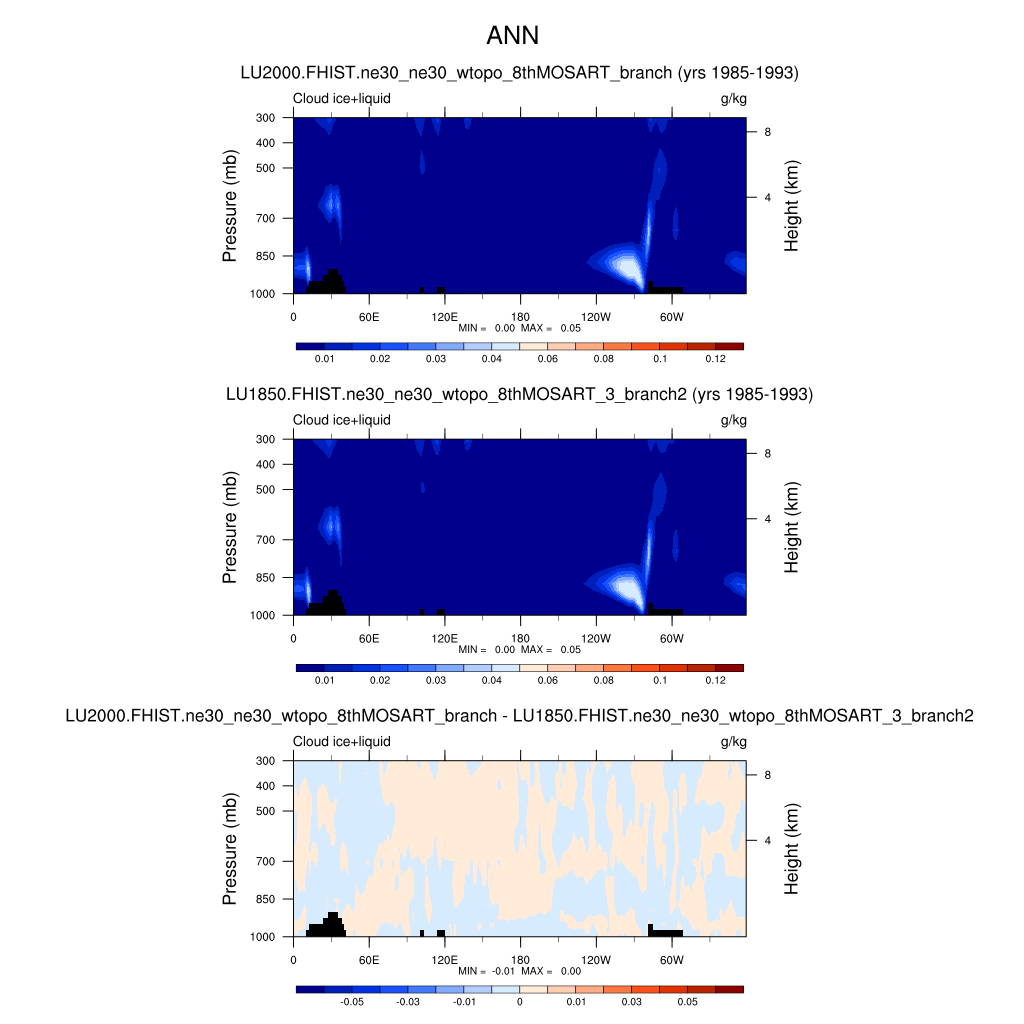 ANN
LU2000.FHIST.ne30_ne30_wtopo_8thMOSART_branch (yrs 1985-1993)
Cloud ice+liquid g/kg
Pressure (mb)
300
400
500
700
850
1000
8
4
Height (km)
0 60E 120E 180 120W 60W
MIN = 0.00 MAX = 0.05
0.01 0.02 0.03 0.04 0.06 0.08 0.1 0.12
LU1850.FHIST.ne30_ne30_wtopo_8thMOSART_3_branch2 (yrs 1985-1993)
Cloud ice+liquid g/kg
Pressure (mb)
300
400
500
700
850
1000
8
4
Height (km)
0 60E 120E 180 120W 60W
MIN = 0.00 MAX = 0.05
0.01 0.02 0.03 0.04 0.06 0.08 0.1 0.12
LU2000.FHIST.ne30_ne30_wtopo_8thMOSART_branch - LU1850.FHIST.ne30_ne30_wtopo_8thMOSART_3_branch2
Cloud ice+liquid g/kg
Pressure (mb)
300
400
500
700
850
1000
8
4
Height (km)
0 60E 120E 180 120W 60W
MIN = -0.01 MAX = 0.00
-0.05 -0.03 -0.01 0 0.01 0.03 0.05